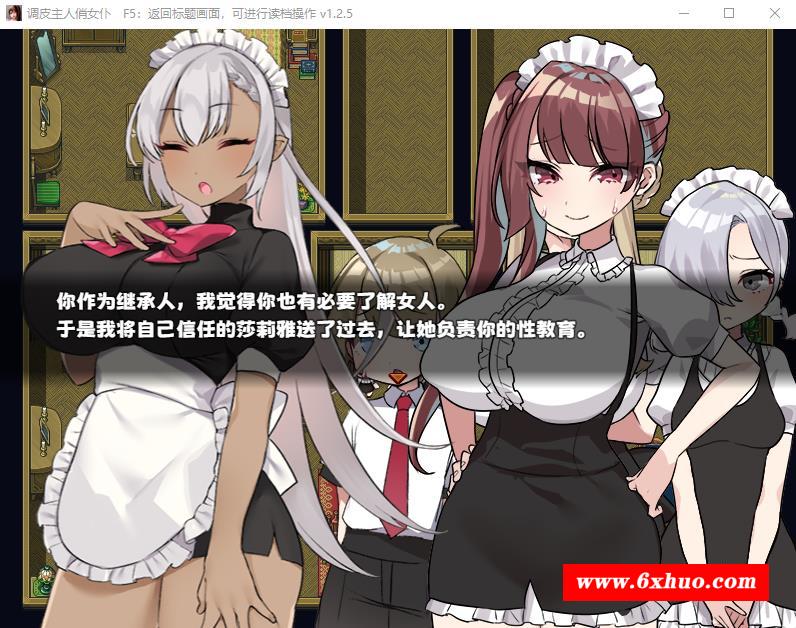 调皮主人俏女仆 F5：返回标题画面，可进行读档操作 v1.2.5
你作为继承人，我觉得你也有必要了解女人。
于是我将自己信任的莎莉雅送了过去，让她负责你的性教育。
www.6xhuo.com